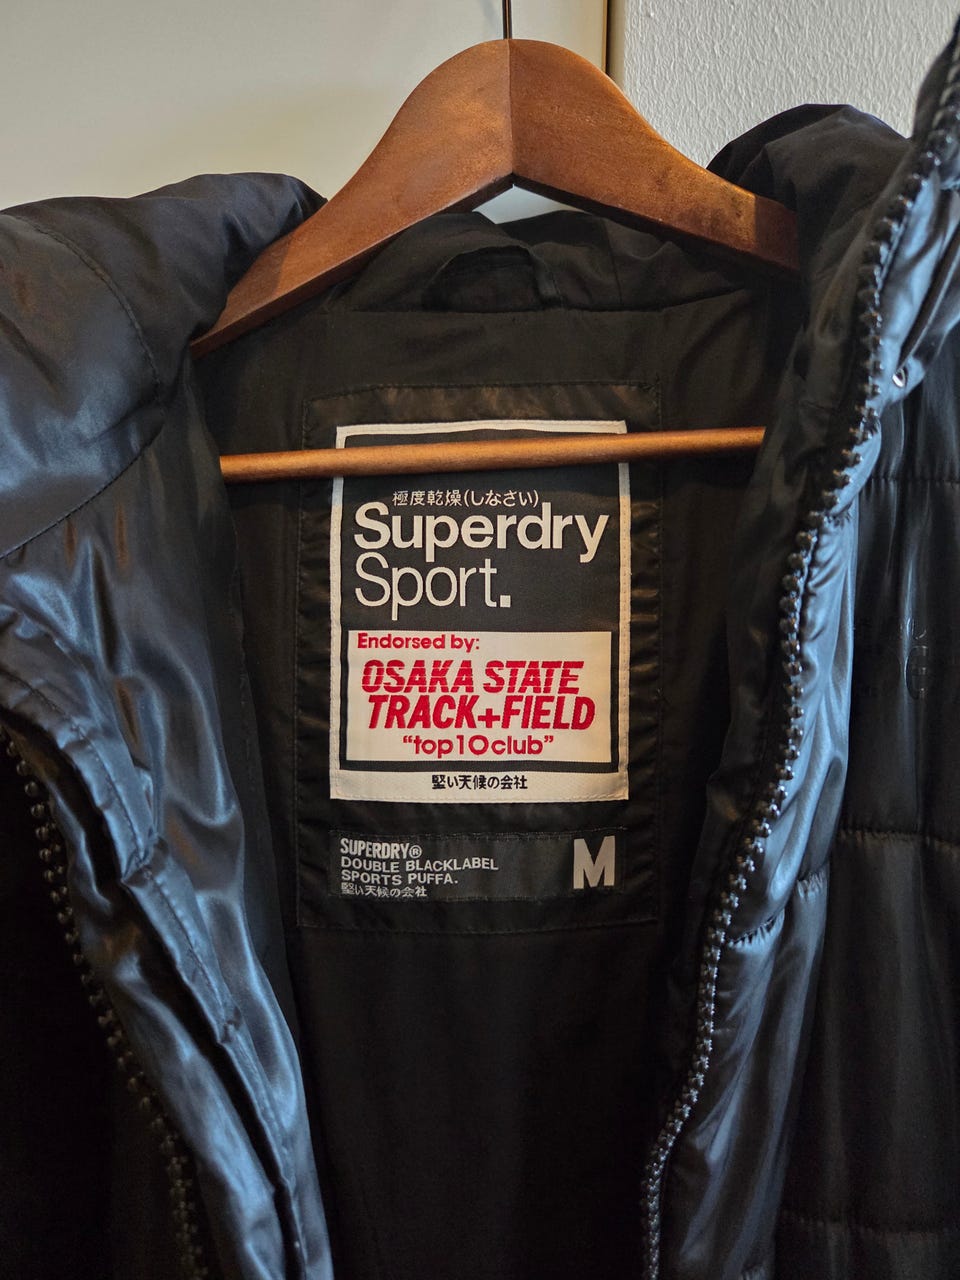 極度乾燥(しなさい)
Superdry
Sport.
Endorsed by:
OSAKA STATE
TRACK+FIELD
“top10club”
堅い天候の会社
SUPERDRY®
DOUBLE BLACKLABEL
SPORTS PUFFA.
堅い天候の会社
M